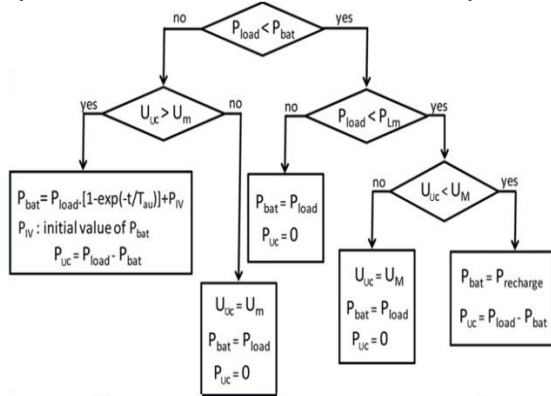 no
P_load < P_bat
yes
yes
U_uc > U_m
no
no
P_load < P_Lm
yes
P_bat = P_load.[1-exp(-t/T_au)]+P_IV
P_IV : initial value of P_bat
P_uc = P_load - P_bat
P_bat = P_load
P_uc = 0
no
U_uc < U_M
yes
U_uc = U_m
P_bat = P_load
P_uc = 0
U_uc = U_M
P_bat = P_load
P_uc = 0
P_bat = P_recharge
P_uc = P_load - P_bat